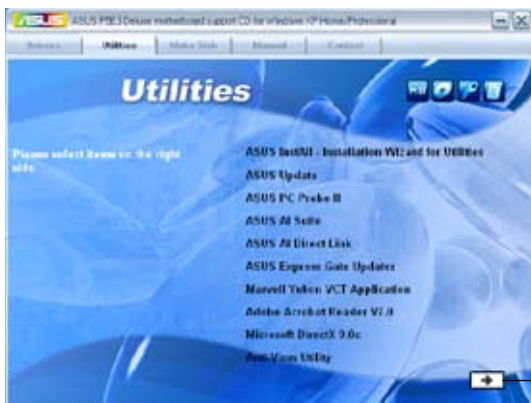 ASUS
ASUS P5E3 Deluxe motherboard support CD for Windows XP Home/Professional
Drivers
Utilities
Make Disk
Manual
Contact
Utilities
Please select items on the right
side.
ASUS InstAll - Installation Wizard for Utilities
ASUS Update
ASUS PC Probe II
ASUS AI Suite
ASUS AI Direct Link
ASUS Express Gate Updater
Marvell Yukon VCT Application
Adobe Acrobat Reader V7.0
Microsoft DirectX 9.0c
Anti-Virus Utility